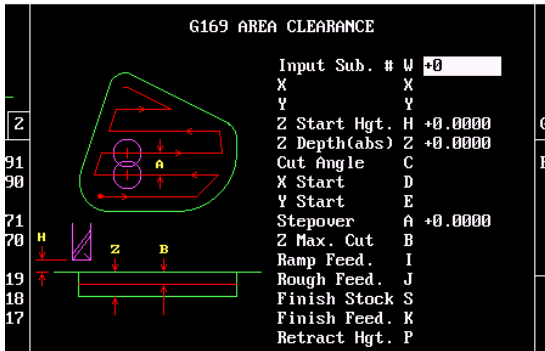 G169 AREA CLEARANCE
Input Sub. # W +0
X X
Y Y
Z Start Hgt. H +0.0000
Z Depth(abs) Z +0.0000
Cut Angle C
X Start D
Y Start E
Stepover A +0.0000
Z Max. Cut B
Ramp Feed. I
Rough Feed. J
Finish Stock S
Finish Feed. K
Retract Hgt. P
A
H
Z B
2
91
90
71
70
19
18
17